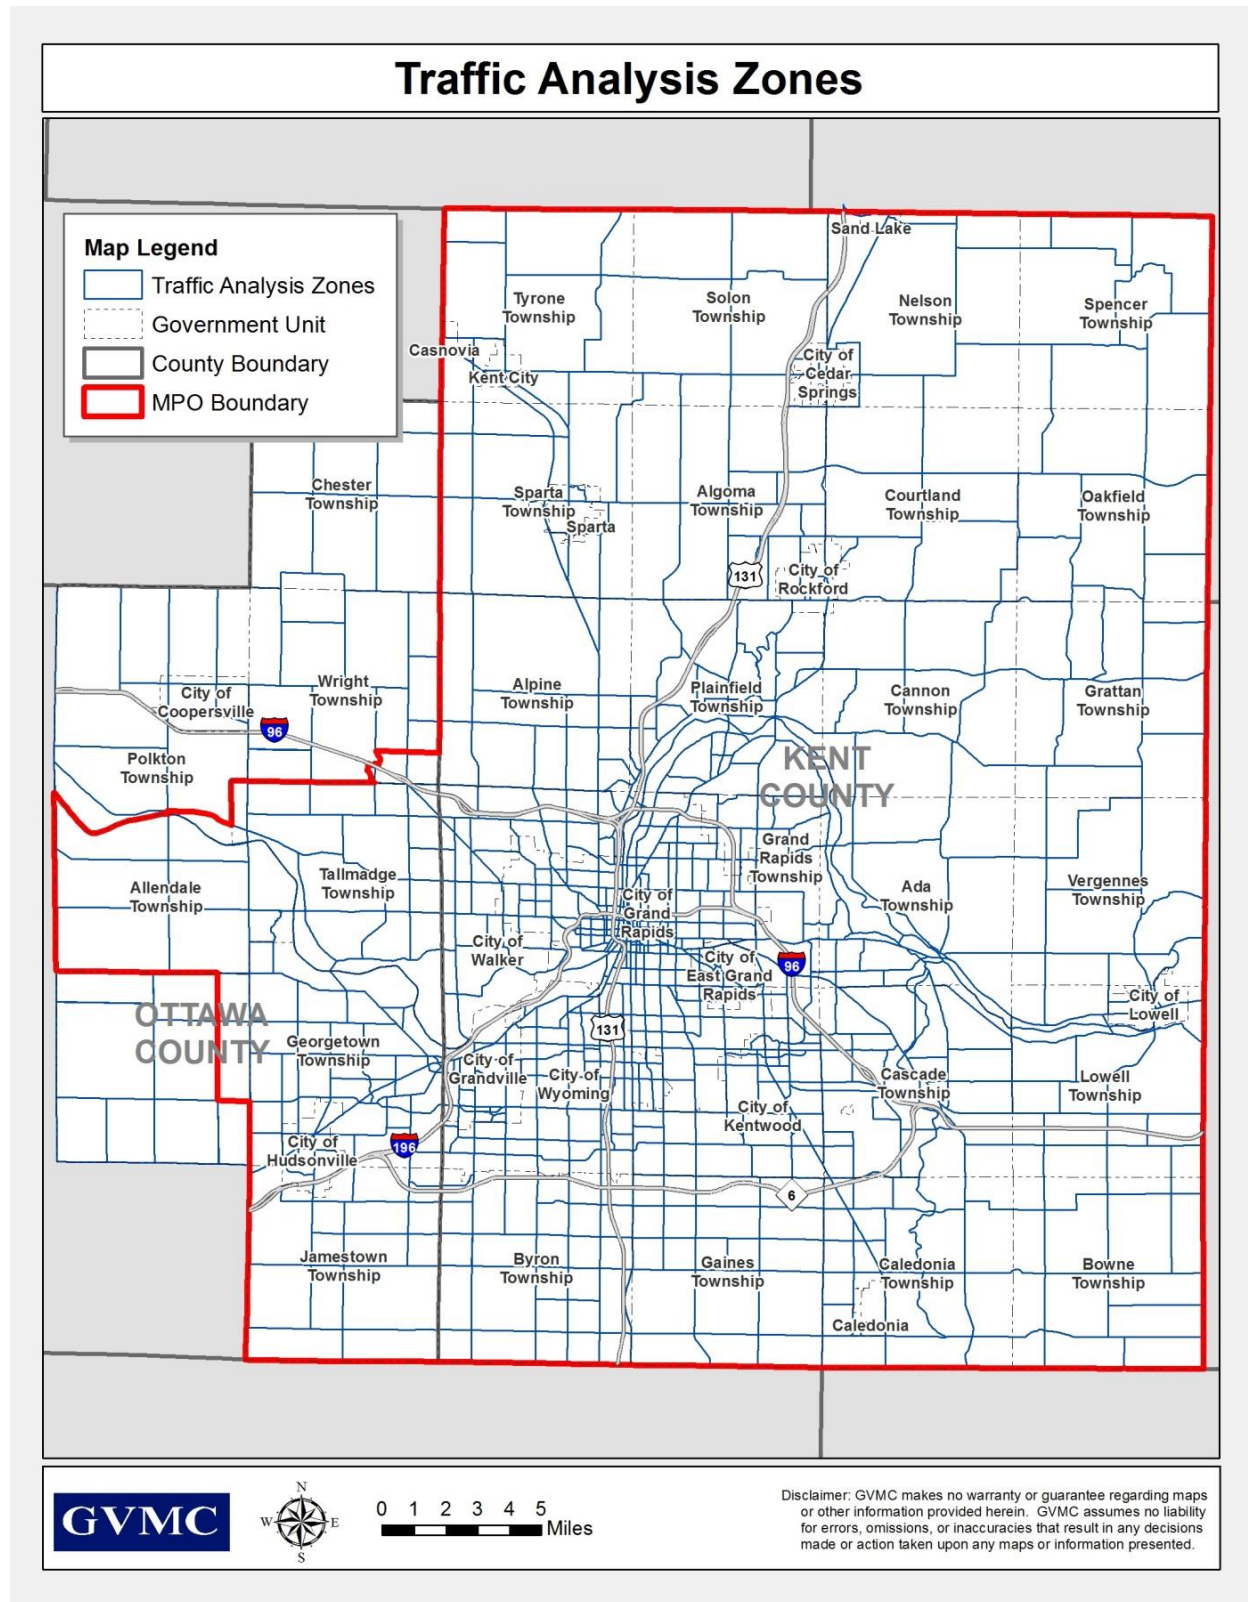 Traffic Analysis Zones
Map Legend
Traffic Analysis Zones
Government Unit
County Boundary
MPO Boundary
Sand Lake
Tyrone
Township
Solon
Township
Nelson
Township
Spencer
Township
Casnovia
Kent City
City of
Cedar
Springs
Chester
Township
Sparta
Township
Sparta
Algoma
Township
Courtland
Township
Oakfield
Township
131
City of
Rockford
City of
Coopersville
Wright
Township
Alpine
Township
Plainfield
Township
Cannon
Township
Grattan
Township
96
Polkton
Township
KENT
COUNTY
Allendale
Township
Tallmadge
Township
Grand
Rapids
Township
City of
Grand
Rapids
Ada
Township
Vergennes
Township
City of
Walker
City of
East Grand
Rapids
96
City of
Lowell
OTTAWA
COUNTY
Georgetown
Township
131
City of
Grandville
City of
Wyoming
Cascade
Township
Lowell
Township
City of
Kentwood
City of
Hudsonville
196
6
Jamestown
Township
Byron
Township
Gaines
Township
Caledonia
Township
Bowne
Township
Caledonia
GVMC
N
W E
S
0 1 2 3 4 5
Miles
Disclaimer: GVMC makes no warranty or guarantee regarding maps
or other information provided herein. GVMC assumes no liability
for errors, omissions, or inaccuracies that result in any decisions
made or action taken upon any maps or information presented.